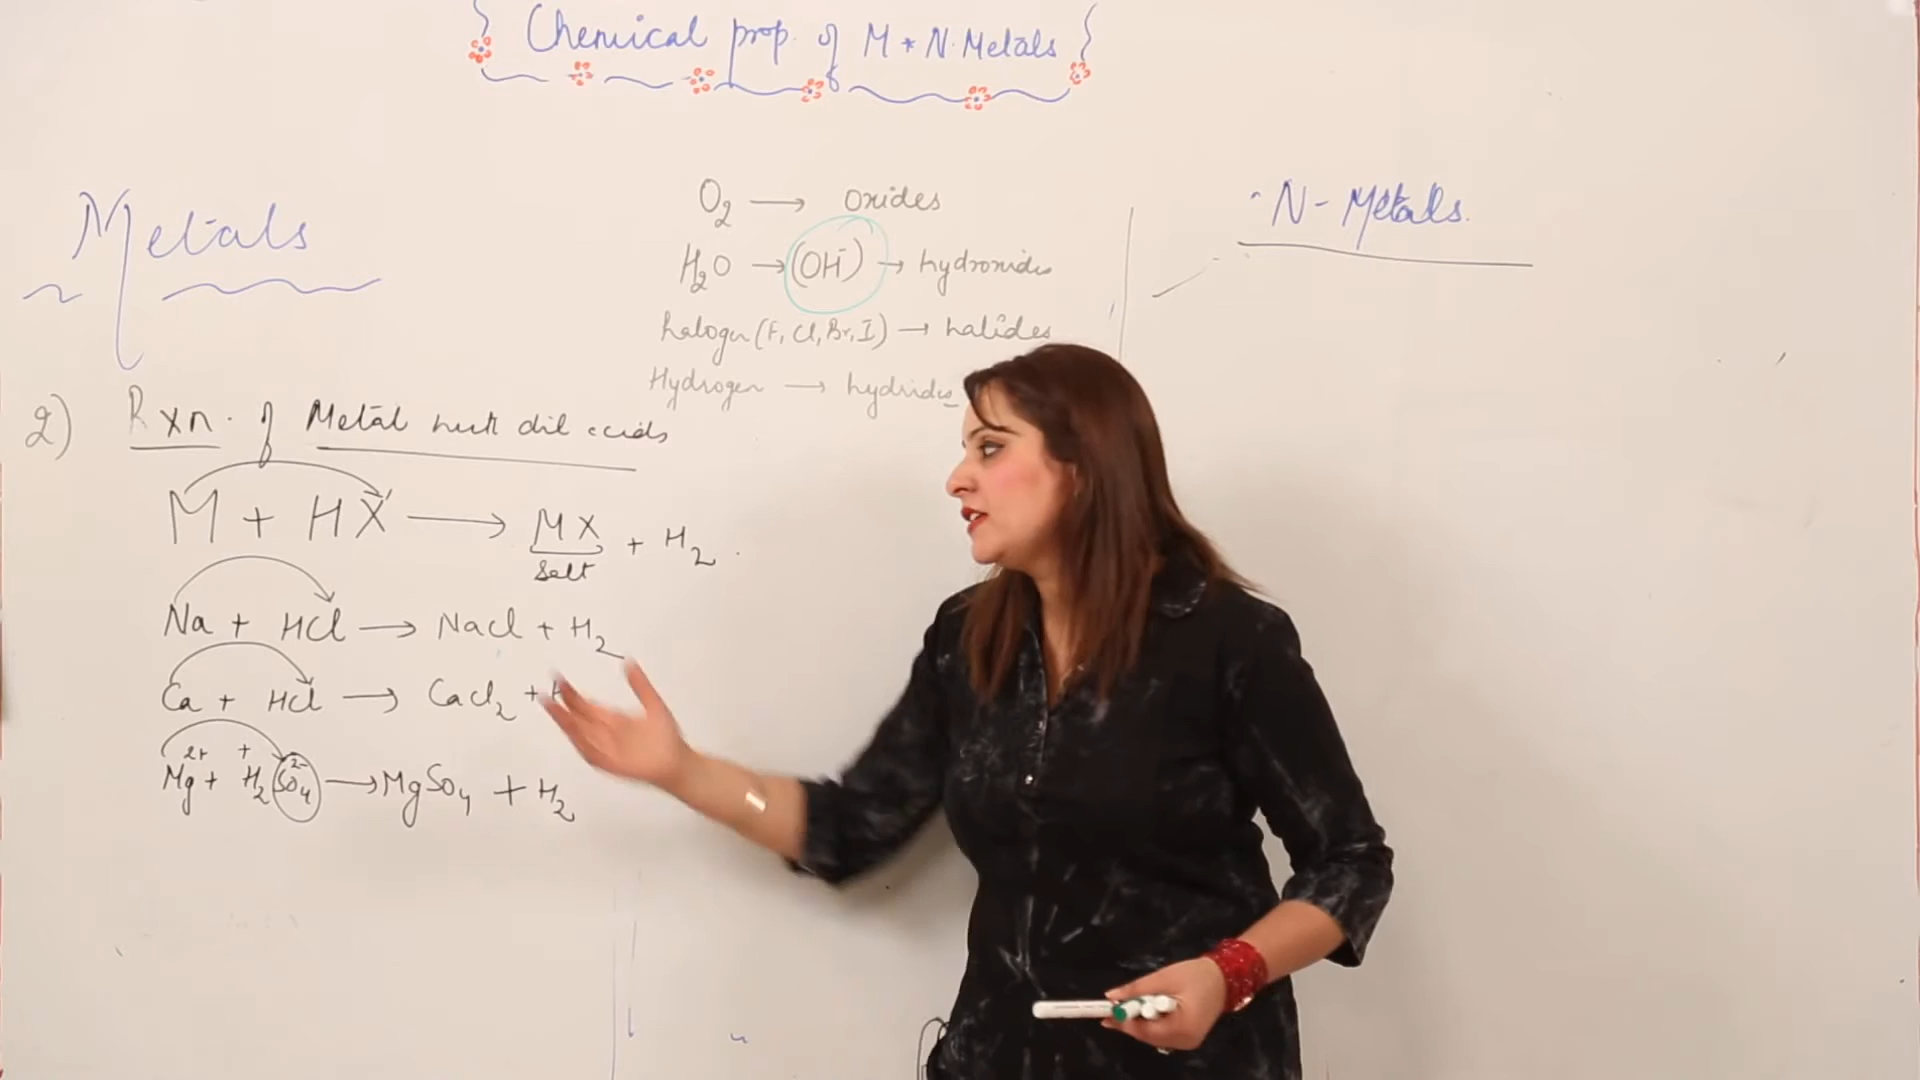 Chemical prop. of M + N. Metals
Metals
O2 → Oxides
H2O → (OH⁻) → hydroxides
halogen (F, Cl, Br, I) → halides
Hydrogen → hydrides
N-Metals.
2) Rxn. of Metal with dil acids
M + HX → MX + H2.
Salt
Na + HCl → NaCl + H2
Ca + HCl → CaCl2 + H
2+ + 2-
Mg + H2SO4 → MgSO4 + H2